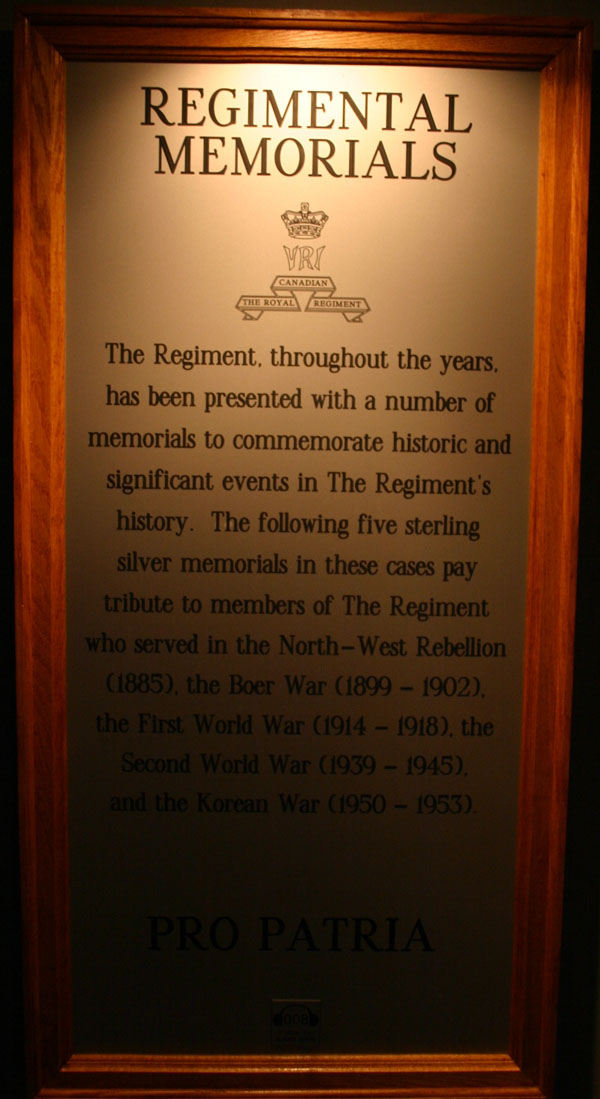 REGIMENTAL
MEMORIALS
VRI
CANADIAN
THE ROYAL REGIMENT
The Regiment, throughout the years,
has been presented with a number of
memorials to commemorate historic and
significant events in The Regiment's
history. The following five sterling
silver memorials in these cases pay
tribute to members of The Regiment
who served in the North-West Rebellion
(1885), the Boer War (1899 - 1902),
the First World War (1914 - 1918), the
Second World War (1939 - 1945),
and the Korean War (1950 - 1953).
PRO PATRIA
008